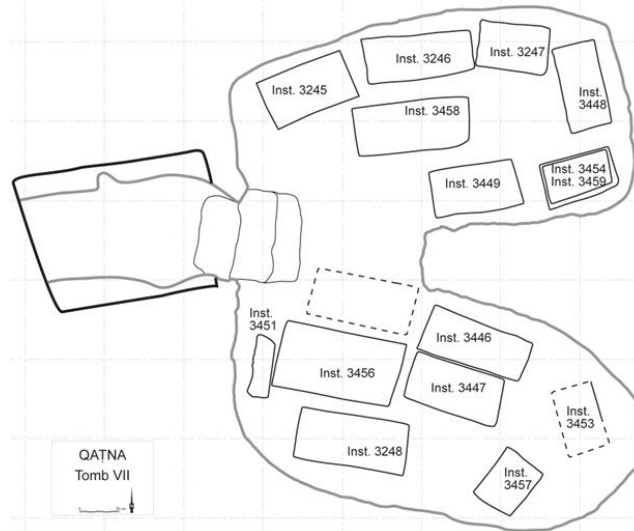 Inst. 3245
Inst. 3246
Inst. 3247
Inst.
3448
Inst. 3458
Inst. 3449
Inst. 3454
Inst. 3459
Inst.
3451
Inst. 3456
Inst. 3446
Inst. 3447
Inst.
3453
Inst. 3248
Inst.
3457
QAṬNA
Tomb VII